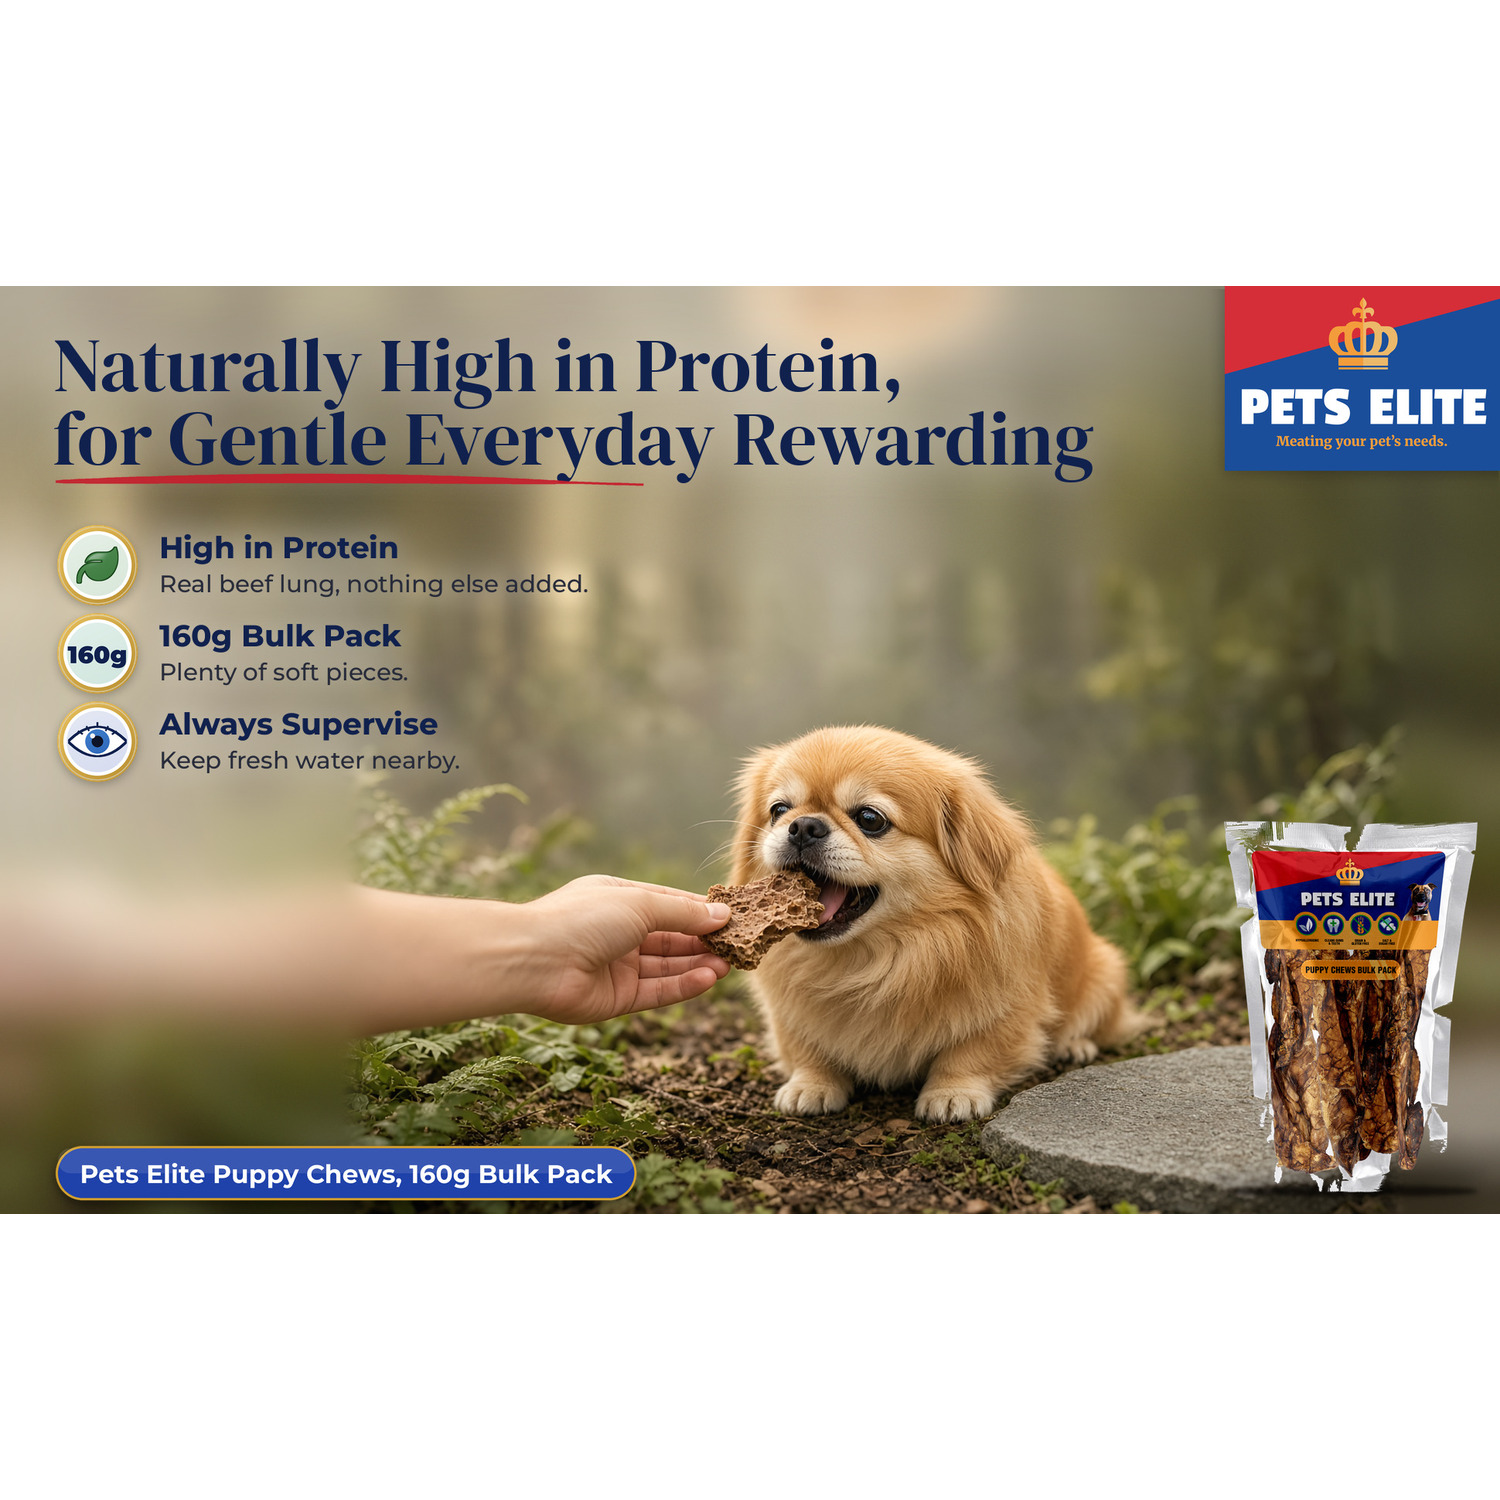 Naturally High in Protein,
for Gentle Everyday Rewarding
PETS ELITE
Meating your pet's needs.
High in Protein
Real beef lung, nothing else added.
160g
160g Bulk Pack
Plenty of soft pieces.
Always Supervise
Keep fresh water nearby.
PETS ELITE
PUPPY CHEWS BULK PACK
Pets Elite Puppy Chews, 160g Bulk Pack